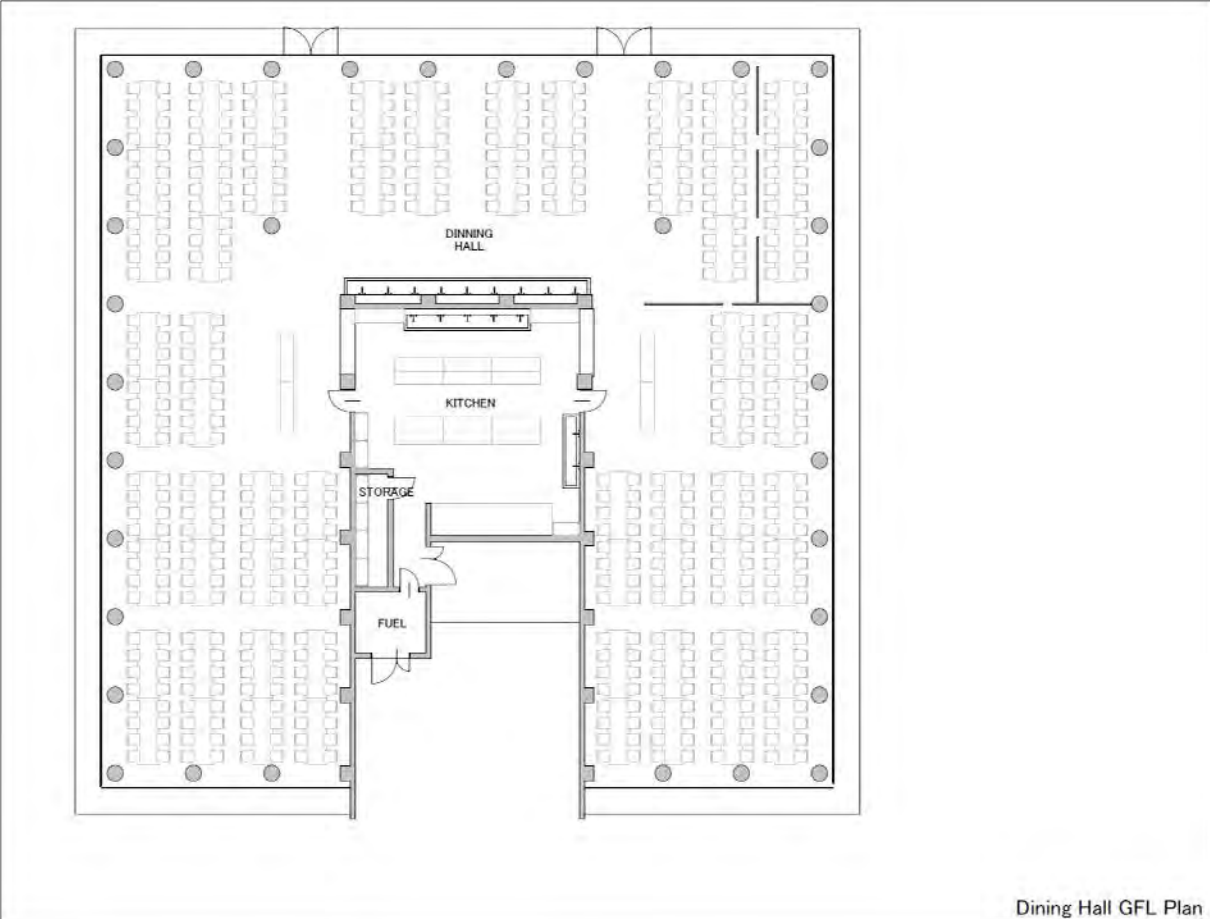 DINNING
HALL
KITCHEN
STORAGE
FUEL
Dining Hall GFL Plan